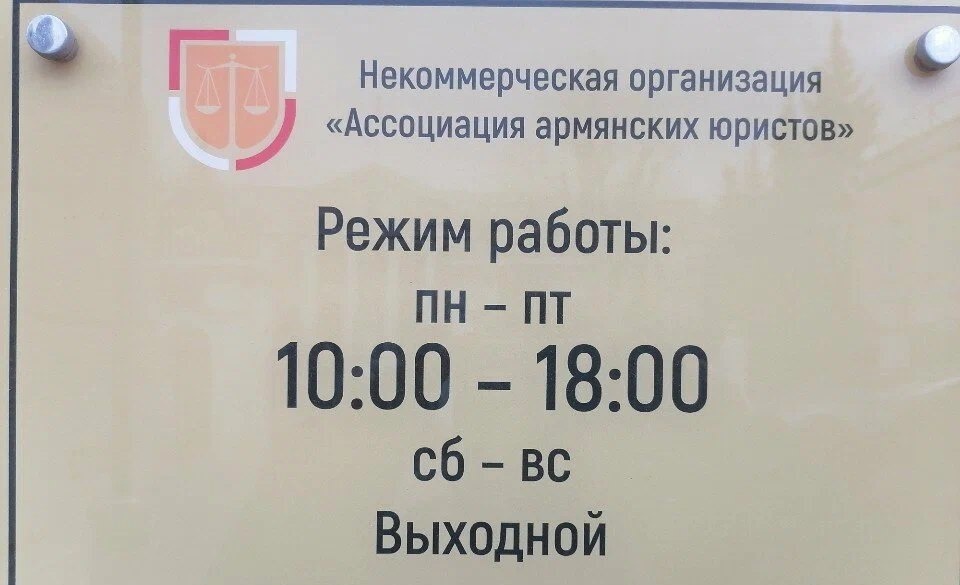 Некоммерческая организация
«Ассоциация армянских юристов»
Режим работы:
пн – пт
10:00 – 18:00
сб – вс
Выходной